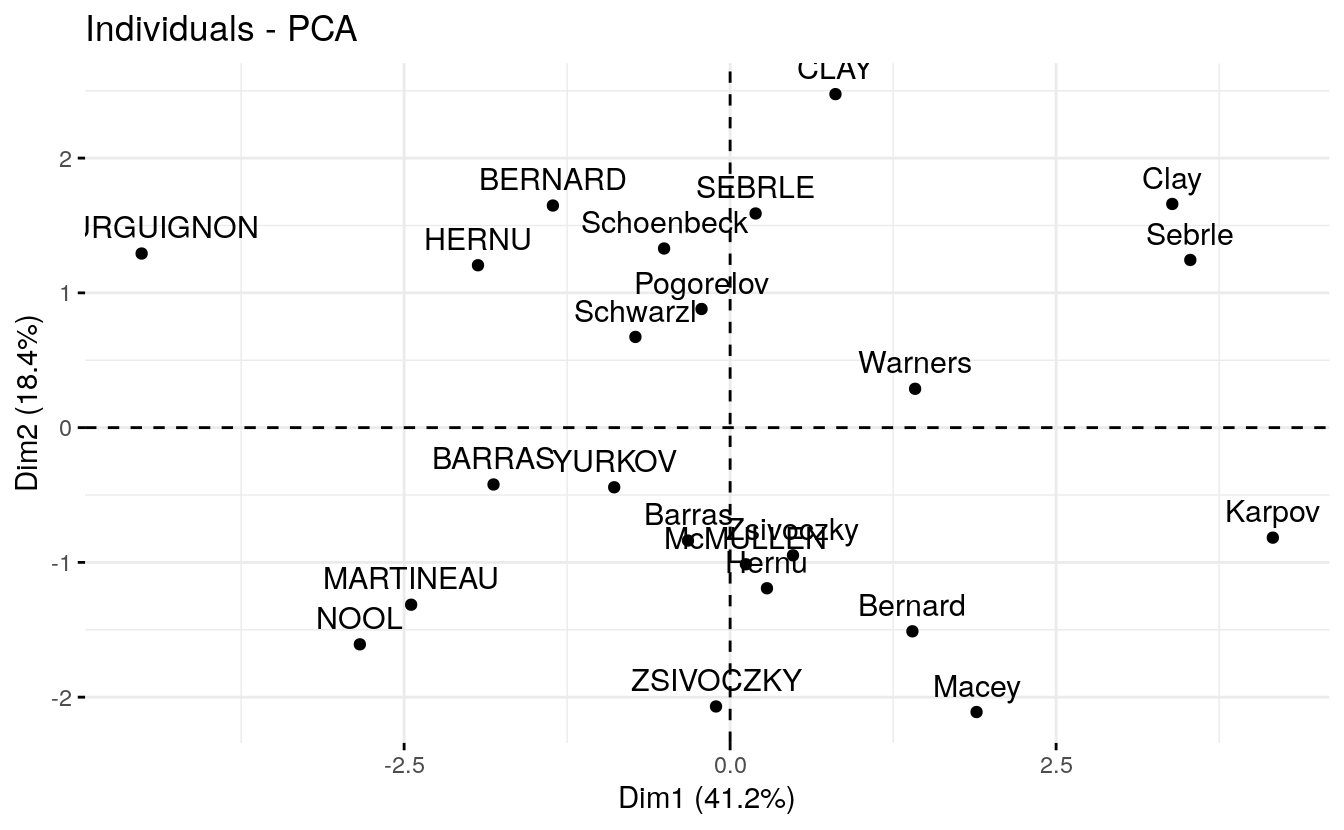 Individuals - PCA
CLAY
BERNARD
SEBRLE
Clay
URGUIGNON
HERNU
Schoenbeck
Sebrle
Pogorelov
Schwarzl
Warners
BARRAS
YURKOV
Barras
Zsivoczky
McMULLEN
Hernu
Karpov
MARTINEAU
NOOL
Bernard
ZSIVOCZKY
Macey
2
1
0
-1
-2
-2.5
0.0
2.5
Dim1 (41.2%)
Dim2 (18.4%)